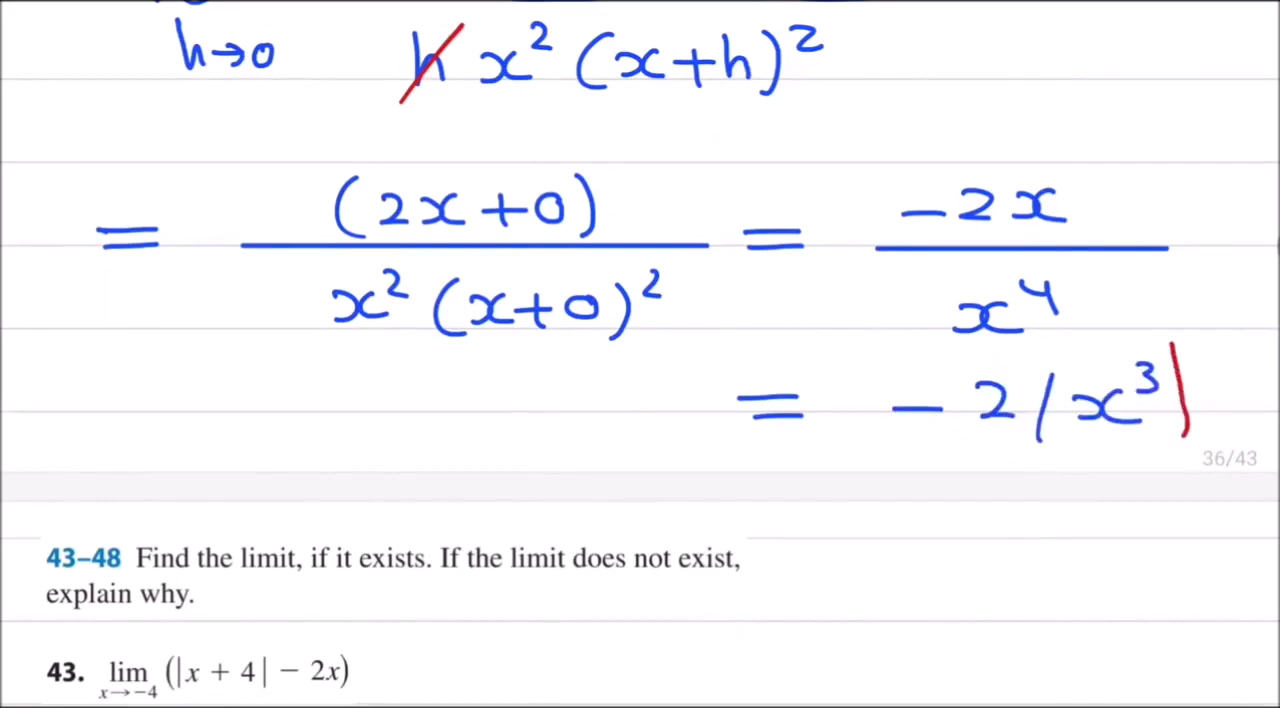 h→0 h x² (x+h)²
= (2x+0) / x² (x+0)² = -2x / x⁴
= -2/x³
36/43
43–48 Find the limit, if it exists. If the limit does not exist,
explain why.
43. lim x→−4 (|x + 4| − 2x)